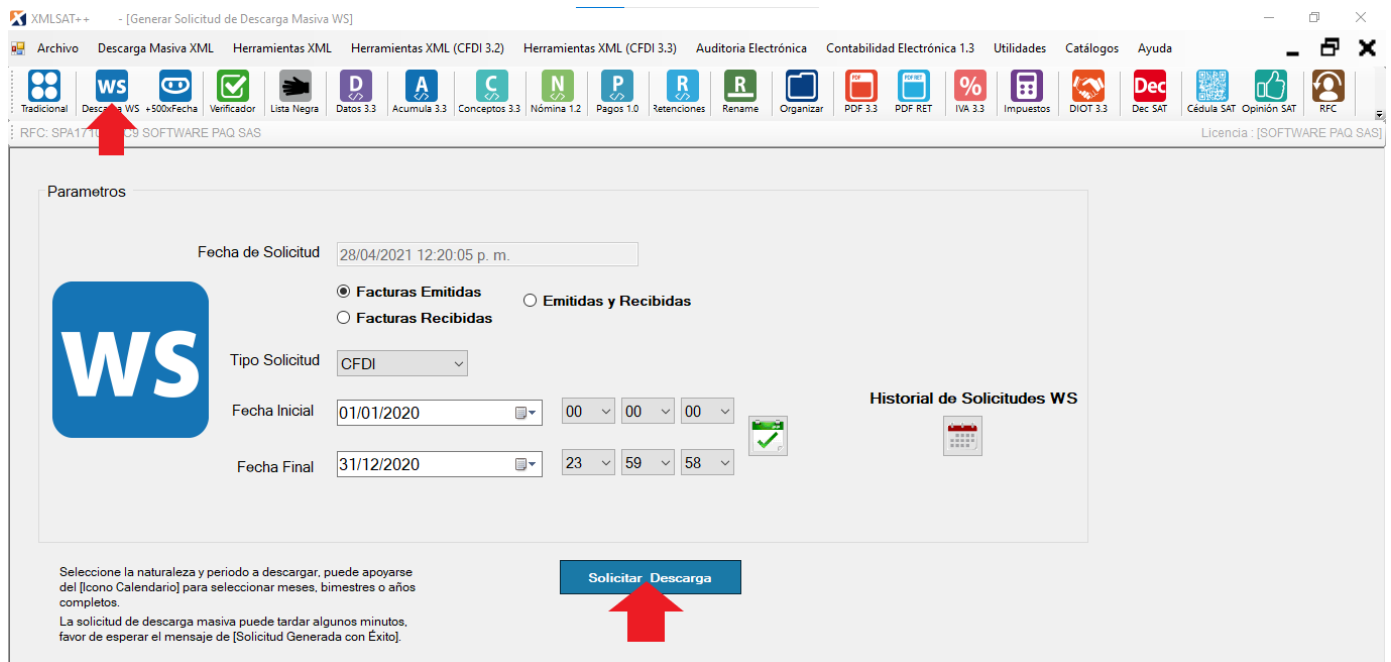 XMLSAT++ - [Generar Solicitud de Descarga Masiva WS]
Archivo Descarga Masiva XML Herramientas XML Herramientas XML (CFDI 3.2) Herramientas XML (CFDI 3.3) Auditoria Electrónica Contabilidad Electrónica 1.3 Utilidades Catálogos Ayuda
WS D A C N P R R PDF PDF RET % Dec
Tradicional Descarga WS +500xFecha Verificador Lista Negra Datos 3.3 Acumula 3.3 Conceptos 3.3 Nómina 1.2 Pagos 1.0 Retenciones Rename Organizar PDF 3.3 PDF RET IVA 3.3 Impuestos DIOT 3.3 Dec SAT Cédula SAT Opinión SAT RFC
RFC: SOFTWARE PAQ SAS Licencia : [SOFTWARE PAQ SAS]
Parametros
Fecha de Solicitud 28/04/2021 12:20:05 p. m.
Facturas Emitidas
Emitidas y Recibidas
Facturas Recibidas
WS
Tipo Solicitud CFDI
Historial de Solicitudes WS
Fecha Inicial 01/01/2020 00 00 00
Fecha Final 31/12/2020 23 59 58
Seleccione la naturaleza y periodo a descargar, puede apoyarse
del [Icono Calendario] para seleccionar meses, bimestres o años
completos.
La solicitud de descarga masiva puede tardar algunos minutos,
favor de esperar el mensaje de [Solicitud Generada con Éxito].
Solicitar Descarga